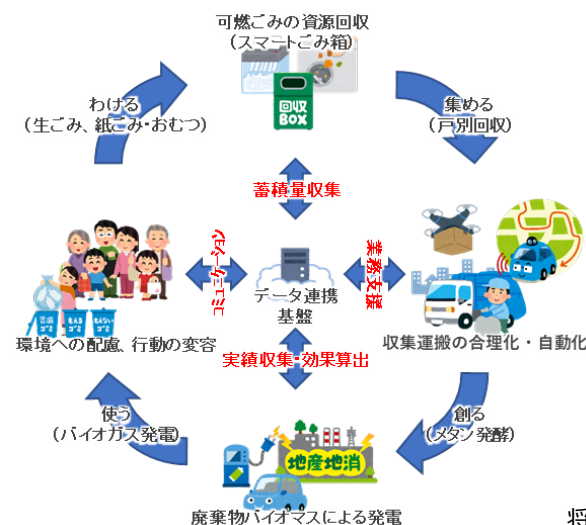 可燃ごみの資源回収
（スマートごみ箱）
回収
BOX
わける
（生ごみ、紙ごみ・おむつ）
集める
（戸別回収）
蓄積量収集
コミュニケーション
業務支援
データ連携
基盤
環境への配慮、行動の変容
収集運搬の合理化・自動化
実績収集・効果算出
使う
（バイオガス発電）
創る
（メタン発酵）
地産地消
廃棄物バイオマスによる発電
将